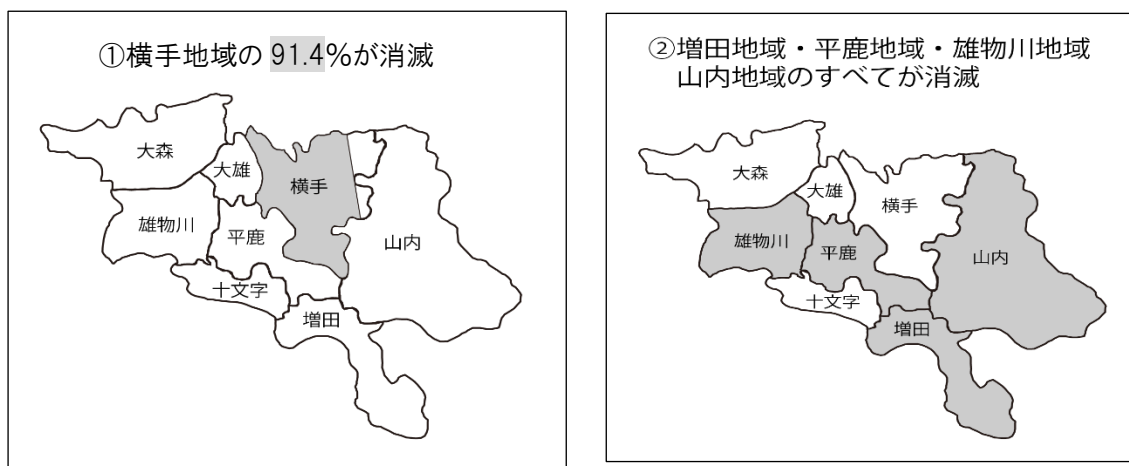 ①横手地域の 91.4%が消滅
大森
大雄
横手
雄物川
平鹿
山内
十文字
増田
②増田地域・平鹿地域・雄物川地域
山内地域のすべてが消滅
大森
大雄
横手
雄物川
平鹿
山内
十文字
増田